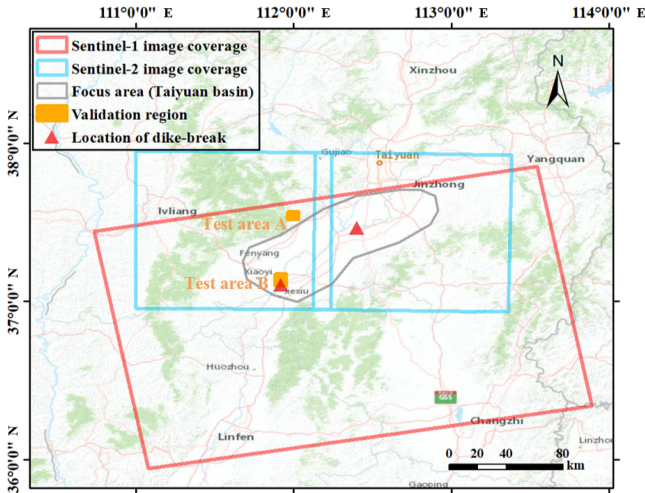 111°0'0" E
112°0'0" E
113°0'0" E
114°0'0" E
Sentinel-1 image coverage
Sentinel-2 image coverage
Focus area (Taiyuan basin)
Validation region
Location of dike-break
N
Xinzhou
38°0'0" N
Gujiao
Taiyuan
Yangquan
Jinzhong
lvliang
Test area A
Fenyang
Xiaoyi
Test area B
Jiexiu
37°0'0" N
Huozhou
G55
Changzhi
Linfen
Linzhou
36°0'0" N
0 20 40 80
km
Gaoping